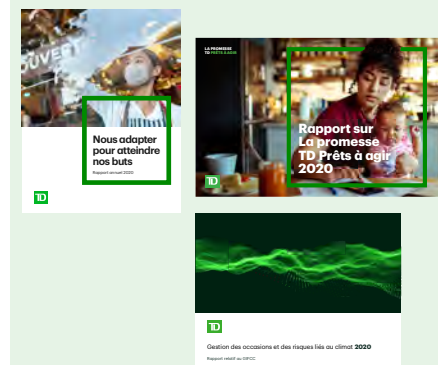 OUVERT
Nous adapter
pour atteindre
nos buts
Rapport annuel 2020
TD
LA PROMESSE
TD PRÊTS À AGIR
Rapport sur
La promesse
TD Prêts à agir
2020
TD
TD
Gestion des occasions et des risques liés au climat 2020
Rapport relatif au GIFCC